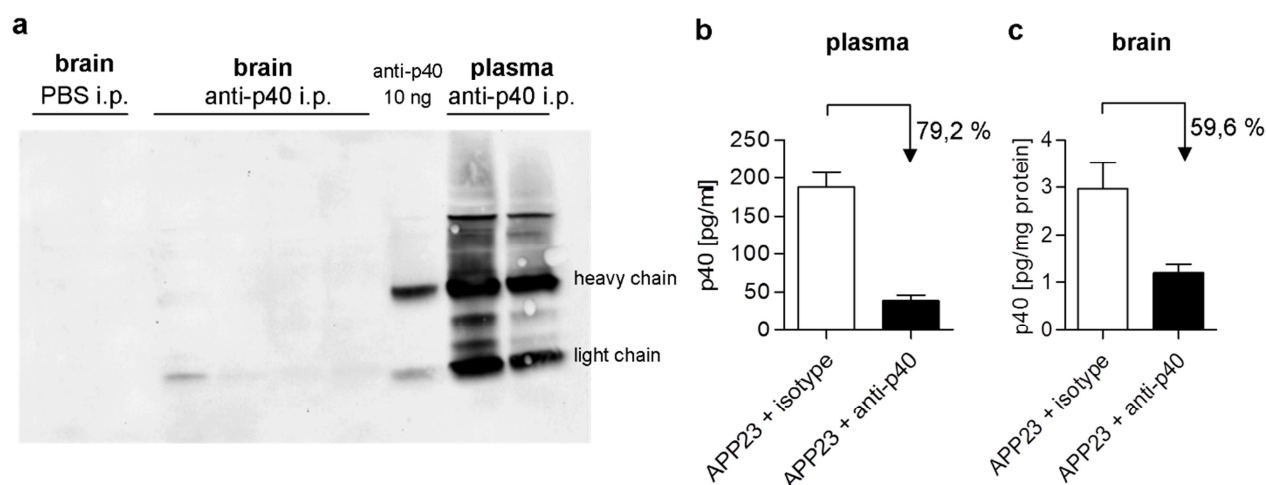 a
brain
PBS i.p.
brain
anti-p40 i.p.
anti-p40
10 ng
plasma
anti-p40 i.p.
heavy chain
light chain
b
plasma
79,2 %
p40 [pg/ml]
250
200
150
100
50
0
APP23 + isotype
APP23 + anti-p40
c
brain
59,6 %
p40 [pg/mg protein]
4
3
2
1
0
APP23 + isotype
APP23 + anti-p40